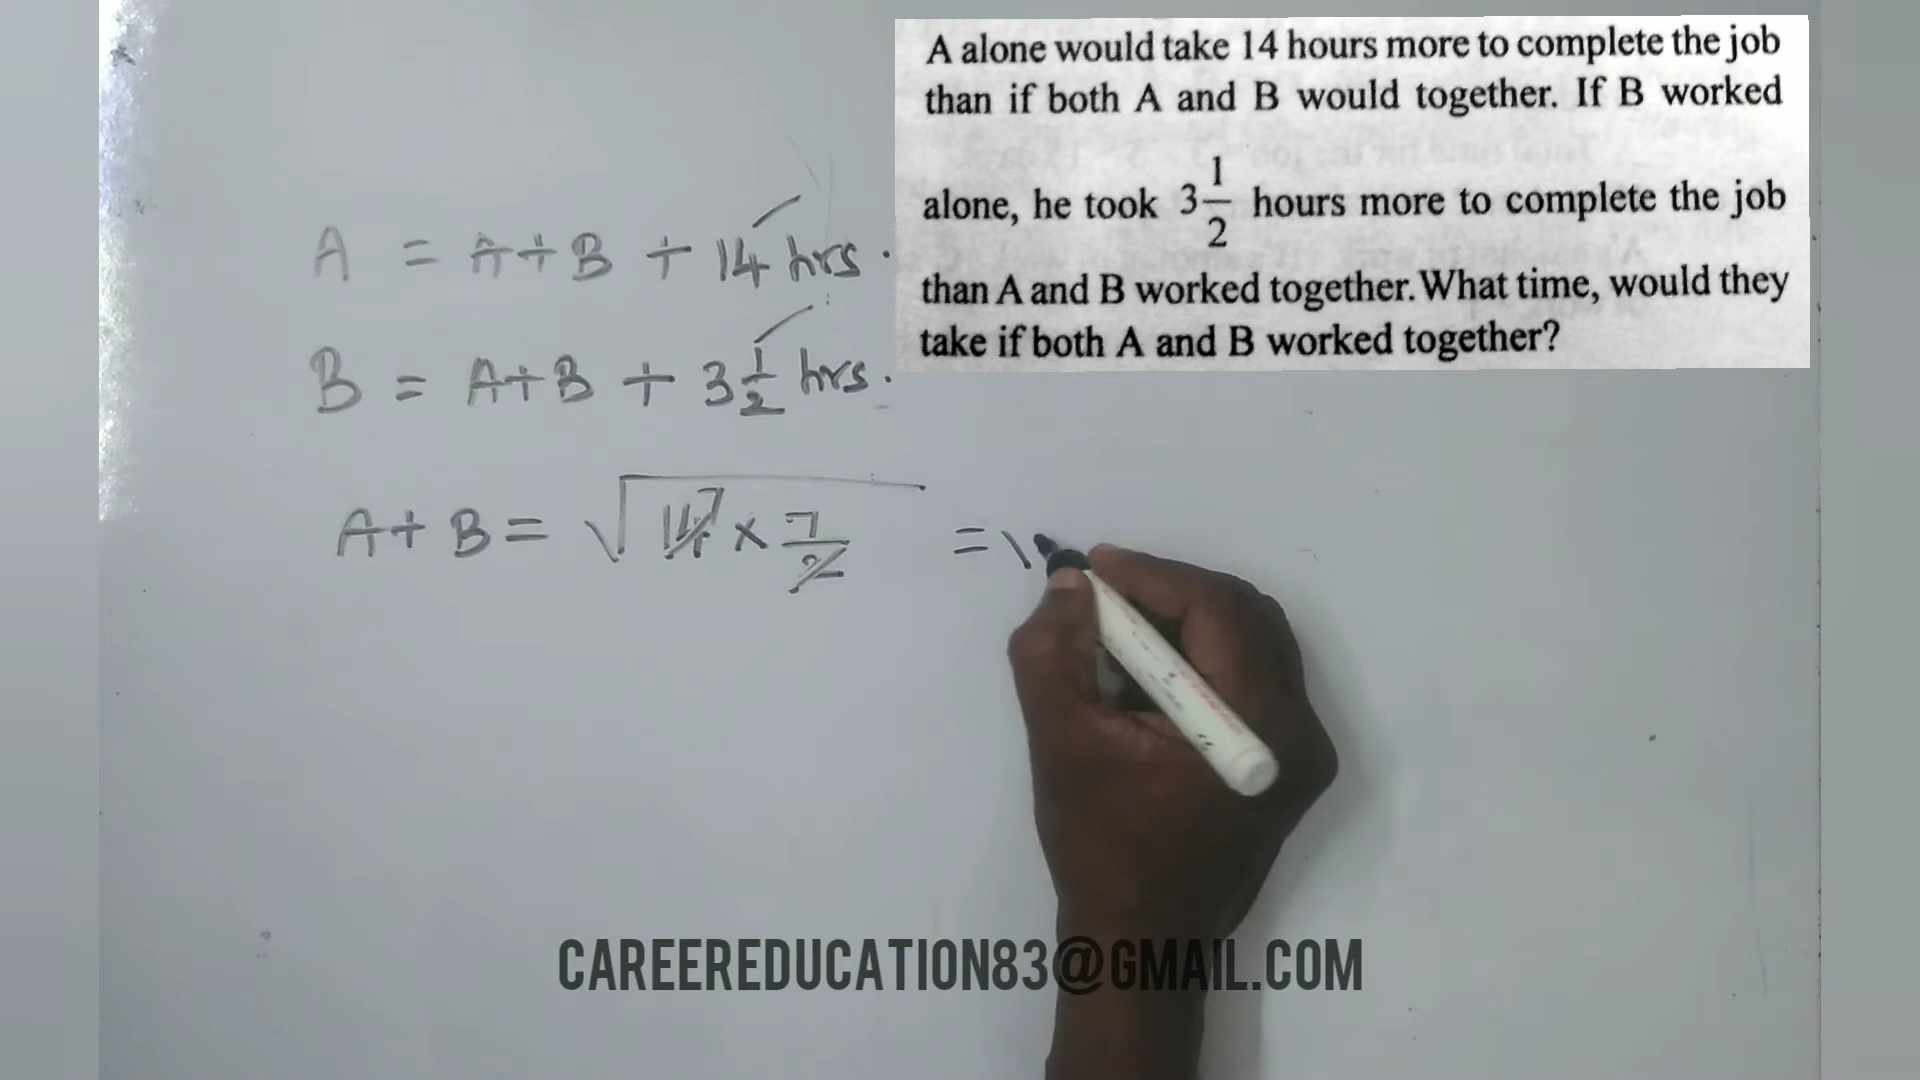 A alone would take 14 hours more to complete the job
than if both A and B would together. If B worked
alone, he took 3 1/2 hours more to complete the job
than A and B worked together. What time, would they
take if both A and B worked together?
A = A+B + 14 hrs.
B = A+B + 3 1/2 hrs.
A+B = √14 7 × 7/2 = √
CAREEREDUCATION83@GMAIL.COM